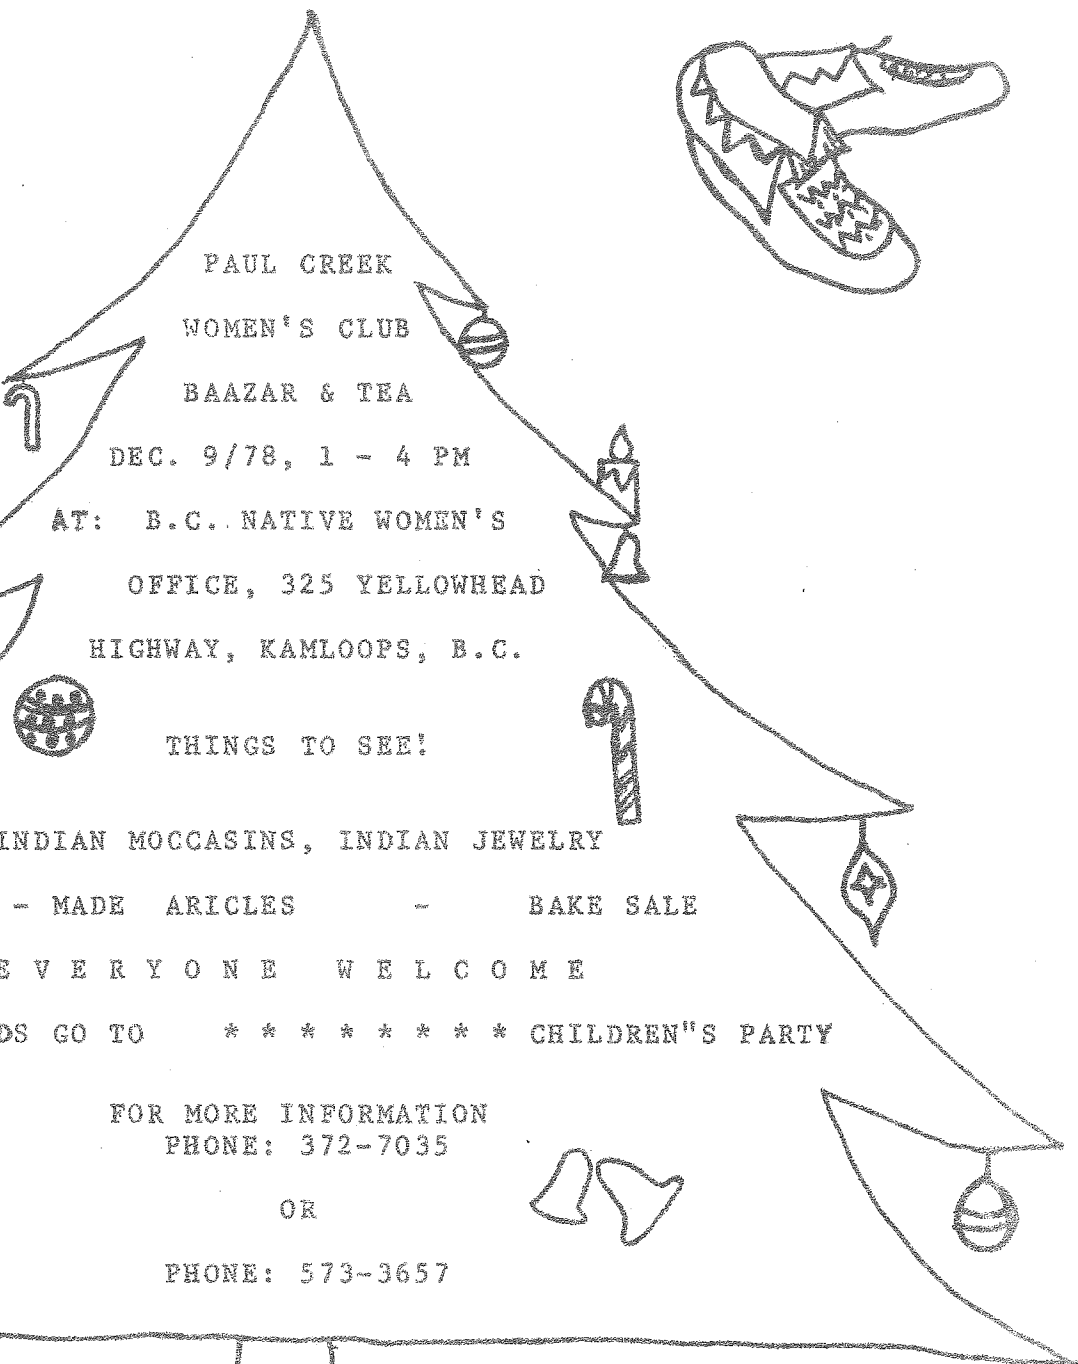 PAUL CREEK
WOMEN'S CLUB
BAAZAR & TEA
DEC. 9/78, 1 - 4 PM
AT: B.C. NATIVE WOMEN'S
OFFICE, 325 YELLOWHEAD
HIGHWAY, KAMLOOPS, B.C.
THINGS TO SEE!
INDIAN MOCCASINS, INDIAN JEWELRY
- MADE ARICLES - BAKE SALE
E V E R Y O N E W E L C O M E
DS GO TO * * * * * * * * CHILDREN"S PARTY
FOR MORE INFORMATION
PHONE: 372-7035
OR
PHONE: 573-3657